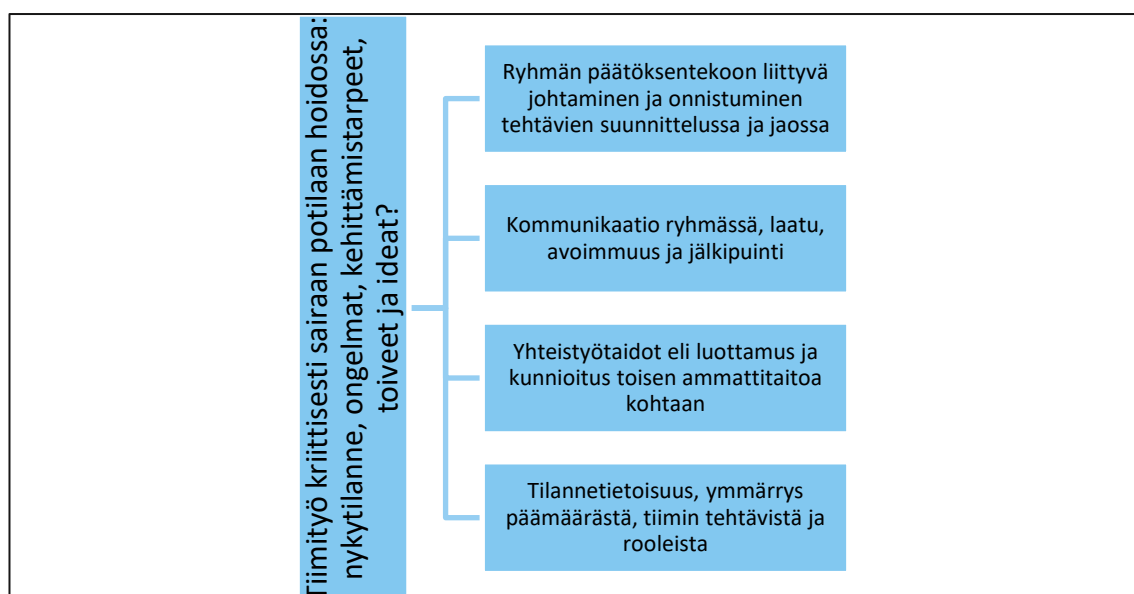 Tiimityö kriittisesti sairaan potilaan hoidossa:
nykytilanne, ongelmat, kehittämistarpeet,
toiveet ja ideat?
Ryhmän päätöksentekoon liittyvä
johtaminen ja onnistuminen
tehtävien suunnittelussa ja jaossa
Kommunikaatio ryhmässä, laatu,
avoimmuus ja jälkipuinti
Yhteistyötaidot eli luottamus ja
kunnioitus toisen ammattitaitoa
kohtaan
Tilannetietoisuus, ymmärrys
päämäärästä, tiimin tehtävistä ja
rooleista